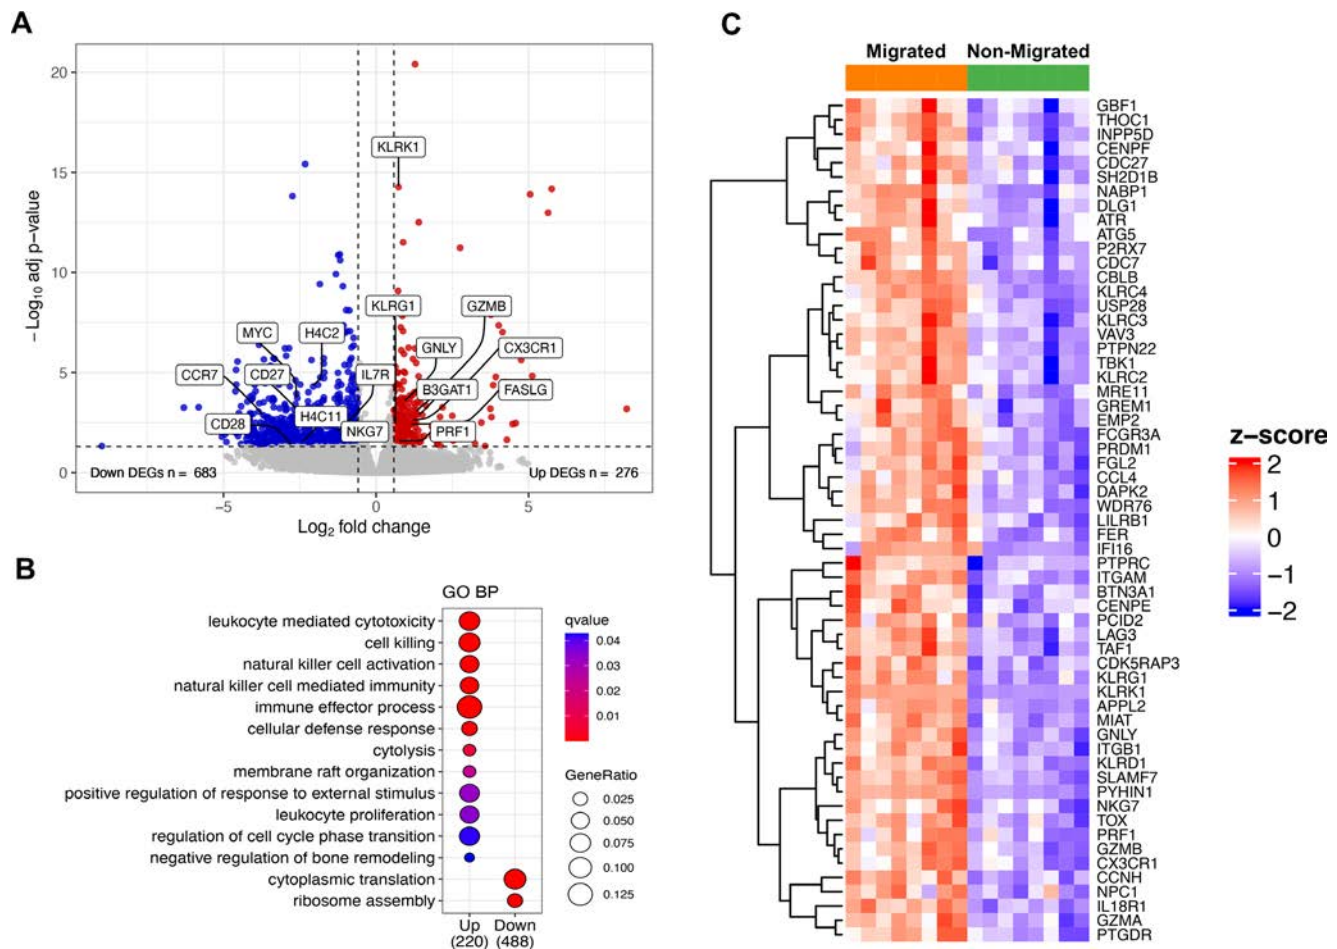 A
20
15
10
5
0
− Log10 adj p−value
KLRK1
KLRG1
GZMB
MYC
H4C2
GNLY
CX3CR1
CCR7
CD27
IL7R
B3GAT1
FASLG
H4C11
CD28
NKG7
PRF1
Down DEGs n = 683
Up DEGs n = 276
−5
0
5
Log2 fold change
B
GO BP
leukocyte mediated cytotoxicity
cell killing
natural killer cell activation
natural killer cell mediated immunity
immune effector process
cellular defense response
cytolysis
membrane raft organization
positive regulation of response to external stimulus
leukocyte proliferation
regulation of cell cycle phase transition
negative regulation of bone remodeling
cytoplasmic translation
ribosome assembly
Up
(220)
Down
(488)
qvalue
0.04
0.03
0.02
0.01
GeneRatio
0.025
0.050
0.075
0.100
0.125
C
Migrated
Non-Migrated
GBF1
THOC1
INPP5D
CENPF
CDC27
SH2D1B
NABP1
DLG1
ATR
ATG5
P2RX7
CDC7
CBLB
KLRC4
USP28
KLRC3
VAV3
PTPN22
TBK1
KLRC2
MRE11
GREM1
EMP2
FCGR3A
PRDM1
FGL2
CCL4
DAPK2
WDR76
LILRB1
FER
IFI16
PTPRC
ITGAM
BTN3A1
CENPE
PCID2
LAG3
TAF1
CDK5RAP3
KLRG1
KLRK1
APPL2
MIAT
GNLY
ITGB1
KLRD1
SLAMF7
PYHIN1
NKG7
TOX
PRF1
GZMB
CX3CR1
CCNH
NPC1
IL18R1
GZMA
PTGDR
z−score
2
1
0
−1
−2